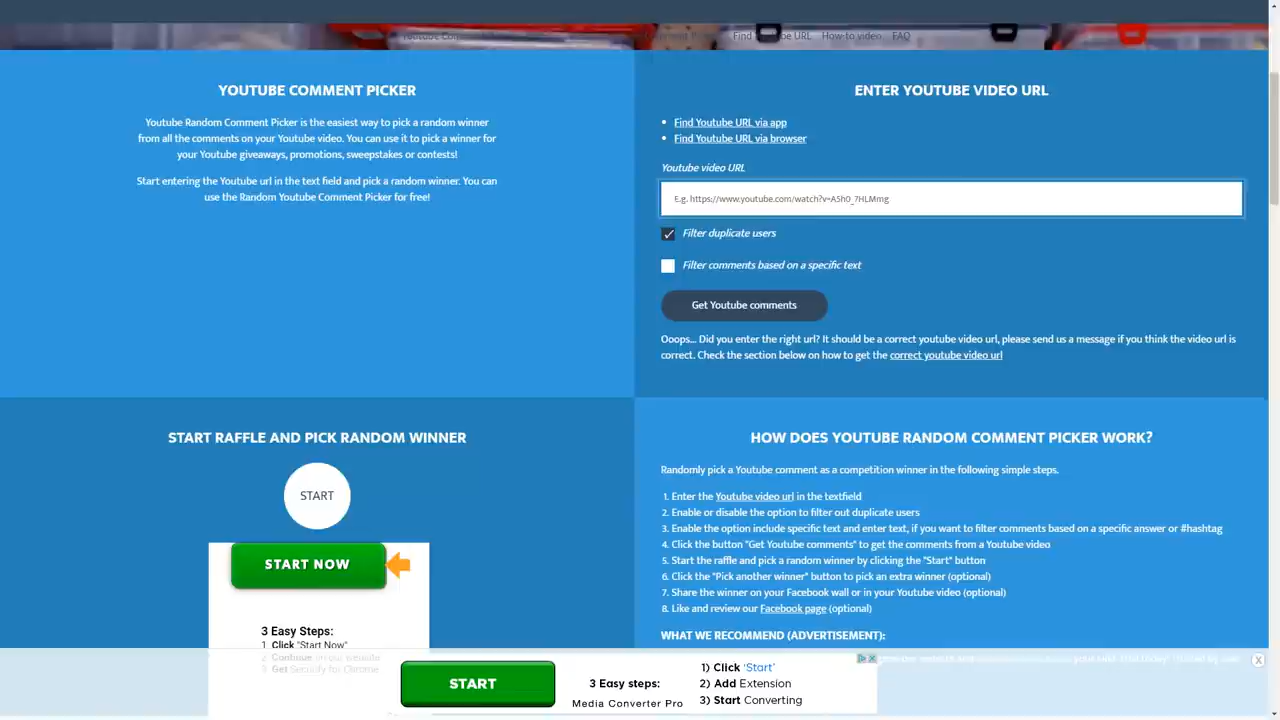 Find Youtube URL How-to video FAQ
YOUTUBE COMMENT PICKER
Youtube Random Comment Picker is the easiest way to pick a random winner
from all the comments on your Youtube video. You can use it to pick a winner for
your Youtube giveaways, promotions, sweepstakes or contests!
Start entering the Youtube url in the text field and pick a random winner. You can
use the Random Youtube Comment Picker for free!
ENTER YOUTUBE VIDEO URL
Find Youtube URL via app
Find Youtube URL via browser
Youtube video URL
E.g. https://www.youtube.com/watch?v=A5h0_7HLMmg
Filter duplicate users
Filter comments based on a specific text
Get Youtube comments
Ooops... Did you enter the right url? It should be a correct youtube video url, please send us a message if you think the video url is
correct. Check the section below on how to get the correct youtube video url
START RAFFLE AND PICK RANDOM WINNER
START
START NOW
3 Easy Steps:
1. Click "Start Now"
2. Continue on our website
3. Get Security for Chrome
HOW DOES YOUTUBE RANDOM COMMENT PICKER WORK?
Randomly pick a Youtube comment as a competition winner in the following simple steps.
1. Enter the Youtube video url in the textfield
2. Enable or disable the option to filter out duplicate users
3. Enable the option include specific text and enter text, if you want to filter comments based on a specific answer or #hashtag
4. Click the button "Get Youtube comments" to get the comments from a Youtube video
5. Start the raffle and pick a random winner by clicking the "Start" button
6. Click the "Pick another winner" button to pick an extra winner (optional)
7. Share the winner on your Facebook wall or in your Youtube video (optional)
8. Like and review our Facebook page (optional)
WHAT WE RECOMMEND (ADVERTISEMENT):
START
3 Easy steps:
Media Converter Pro
1) Click 'Start'
2) Add Extension
3) Start Converting